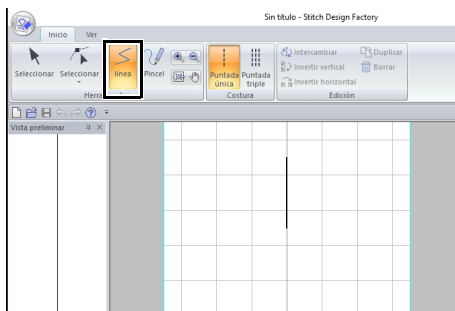 Sin título - Stitch Design Factory
Inicio Ver
Seleccionar Seleccionar línea Pincel
Puntada única Puntada triple
Intercambiar Duplicar
Invertir vertical Borrar
Invertir horizontal
Herra Costura Edición
Vista preliminar